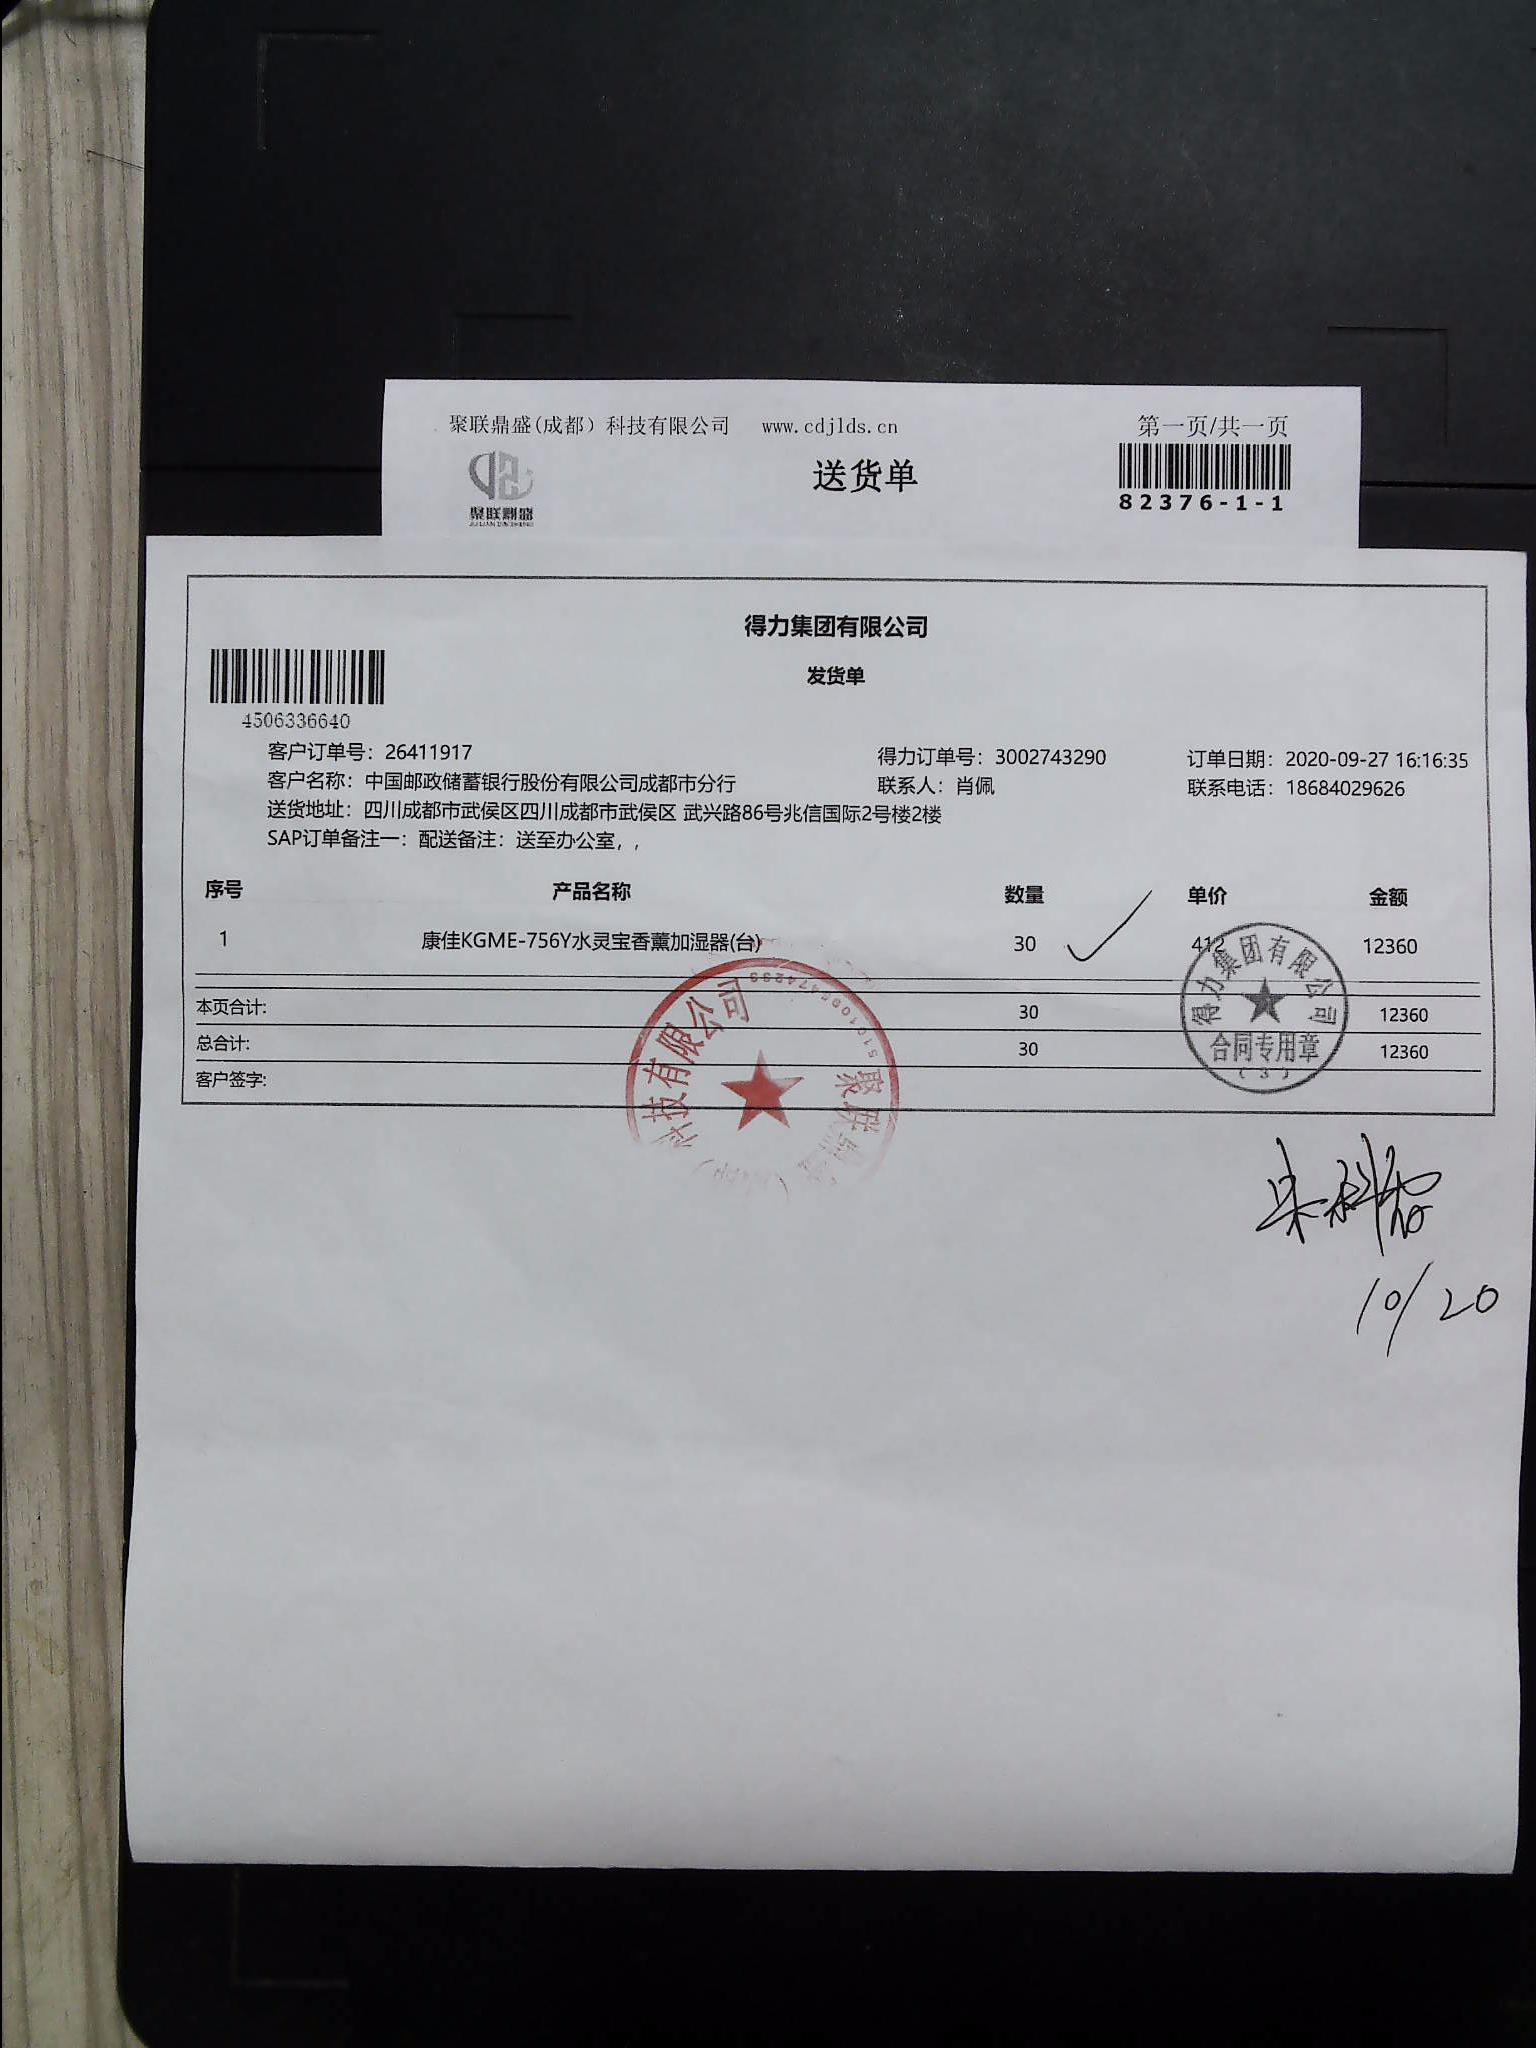 聚联鼎盛(成都）科技有限公司 www.cdjlds.cn 第一页/共一页
聚联鼎盛
送货单
82376-1-1
得力集团有限公司
发货单
4506336640
客户订单号：26411917 得力订单号：3002743290 订单日期：2020-09-27 16:16:35
客户名称：中国邮政储蓄银行股份有限公司成都市分行 联系人：肖佩 联系电话：18684029626
送货地址：四川成都市武侯区四川成都市武侯区 武兴路86号兆信国际2号楼2楼
SAP订单备注一：配送备注：送至办公室，,
序号 产品名称 数量 单价 金额
1 康佳KGME-756Y水灵宝香薰加湿器(台) 30 412 12360
本页合计: 30 12360
总合计: 30 12360
客户签字:
得力集团有限公司
合同专用章
(3)
聚联鼎盛 科技有限公司
10/20